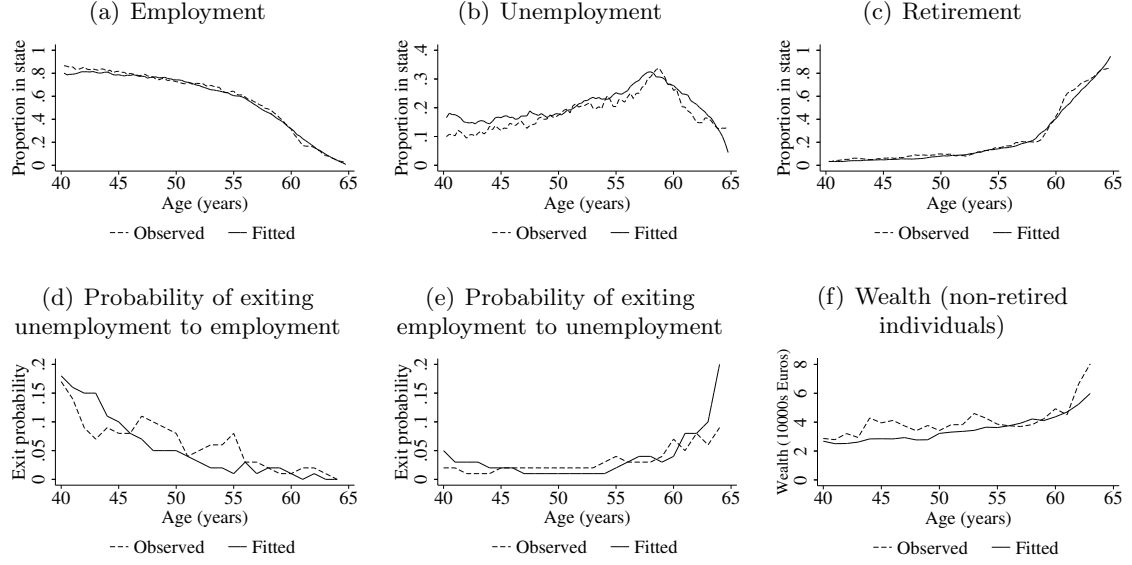 (a) Employment
Proportion in state
0 .2 .4 .6 .8 1
40 45 50 55 60 65
Age (years)
Observed Fitted
(b) Unemployment
Proportion in state
0 .1 .2 .3 .4
40 45 50 55 60 65
Age (years)
Observed Fitted
(c) Retirement
Proportion in state
0 .2 .4 .6 .8 1
40 45 50 55 60 65
Age (years)
Observed Fitted
(d) Probability of exiting
unemployment to employment
Exit probability
0 .05 .1 .15 .2
40 45 50 55 60 65
Age (years)
Observed Fitted
(e) Probability of exiting
employment to unemployment
Exit probability
0 .05 .1 .15 .2
40 45 50 55 60 65
Age (years)
Observed Fitted
(f) Wealth (non-retired
individuals)
Wealth (10000s Euros)
0 2 4 6 8
40 45 50 55 60 65
Age (years)
Observed Fitted